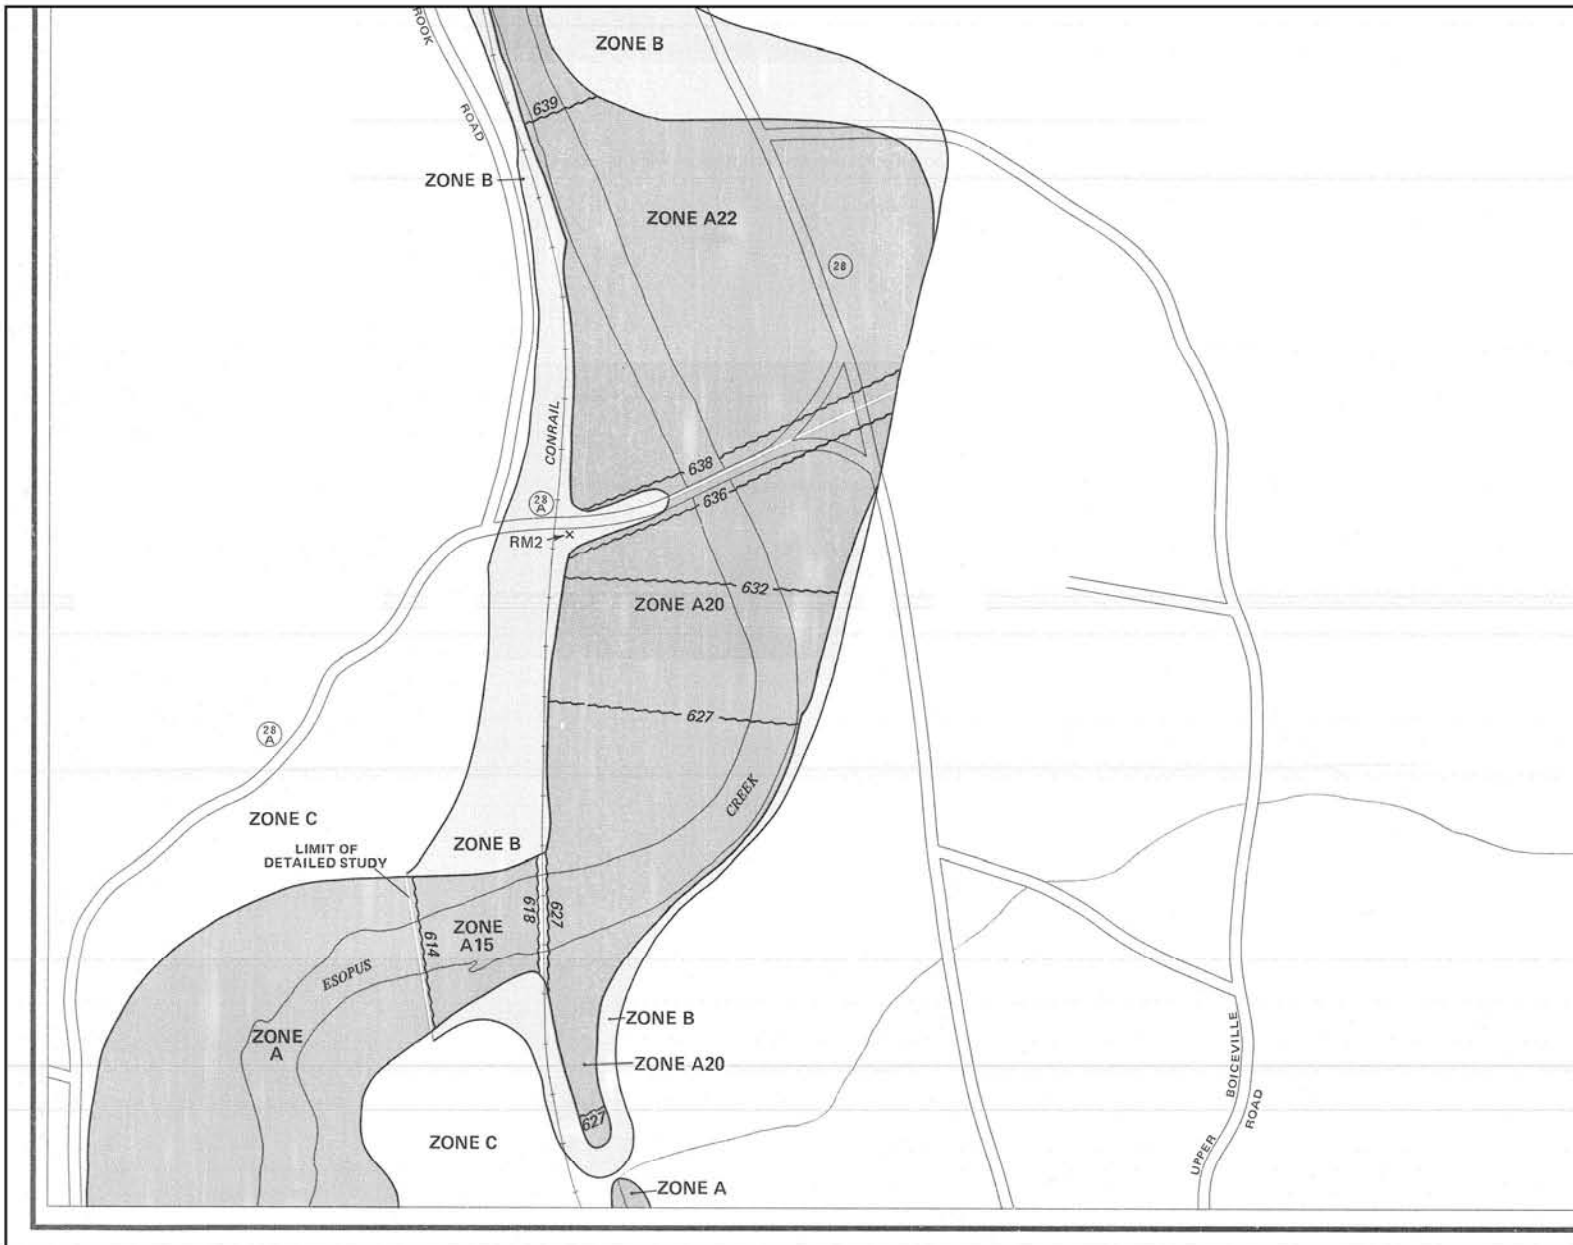 ROOK
ROAD
ZONE B
639
ZONE B
ZONE A22
28
CONRAIL
638
636
28
A
RM2
632
ZONE A20
627
28
A
CREEK
ZONE C
ZONE B
LIMIT OF
DETAILED STUDY
618
627
ZONE
A15
614
ESOPUS
ZONE
A
ZONE B
ZONE A20
627
ZONE C
ZONE A
UPPER
BOICEVILLE
ROAD